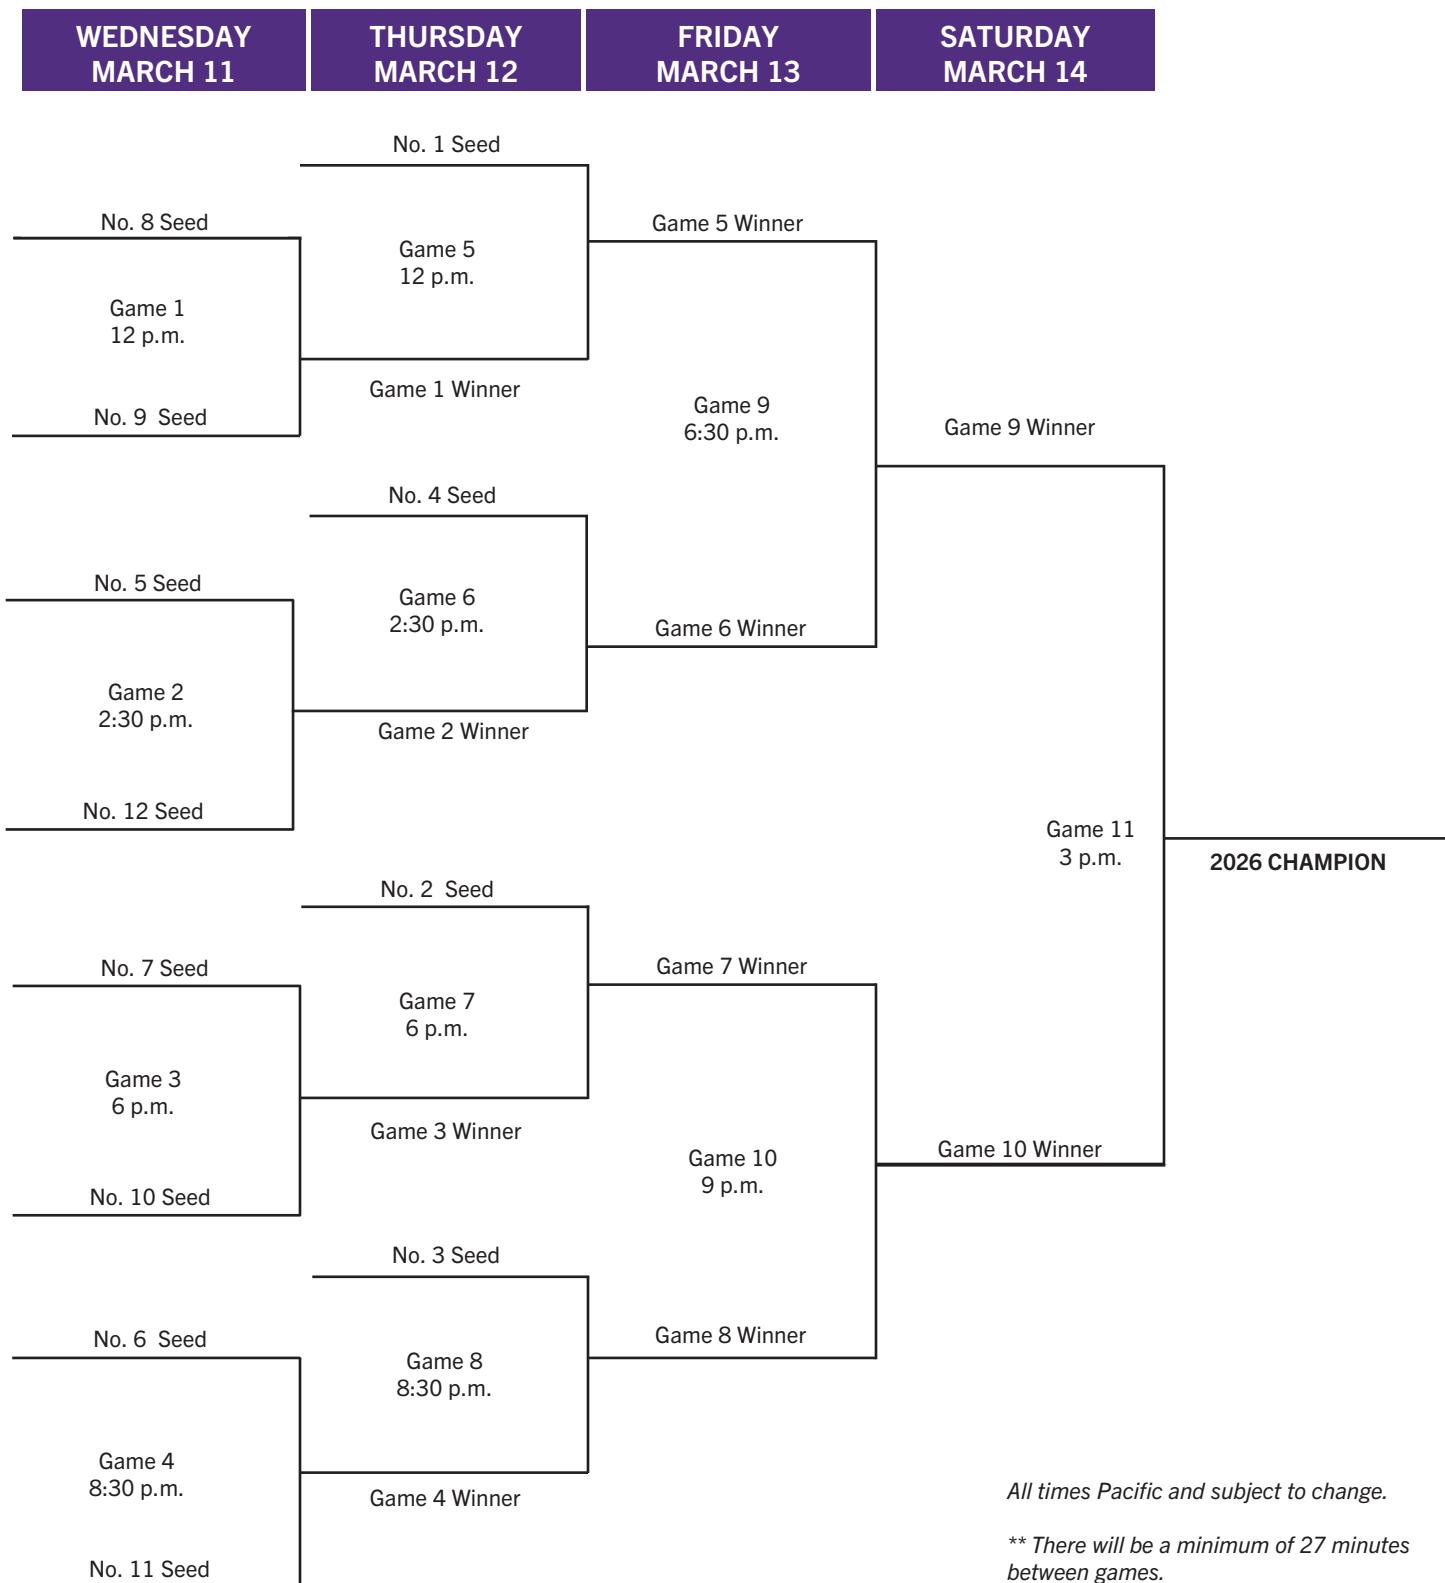 WEDNESDAY
MARCH 11
THURSDAY
MARCH 12
FRIDAY
MARCH 13
SATURDAY
MARCH 14
No. 8 Seed
Game 1
12 p.m.
No. 9 Seed
No. 5 Seed
Game 2
2:30 p.m.
No. 12 Seed
No. 7 Seed
Game 3
6 p.m.
No. 10 Seed
No. 6 Seed
Game 4
8:30 p.m.
No. 11 Seed
No. 1 Seed
Game 5
12 p.m.
Game 1 Winner
No. 4 Seed
Game 6
2:30 p.m.
Game 2 Winner
No. 2 Seed
Game 7
6 p.m.
Game 3 Winner
No. 3 Seed
Game 8
8:30 p.m.
Game 4 Winner
Game 5 Winner
Game 9
6:30 p.m.
Game 6 Winner
Game 7 Winner
Game 10
9 p.m.
Game 8 Winner
Game 9 Winner
Game 11
3 p.m.
Game 10 Winner
2026 CHAMPION
All times Pacific and subject to change.
** There will be a minimum of 27 minutes
between games.